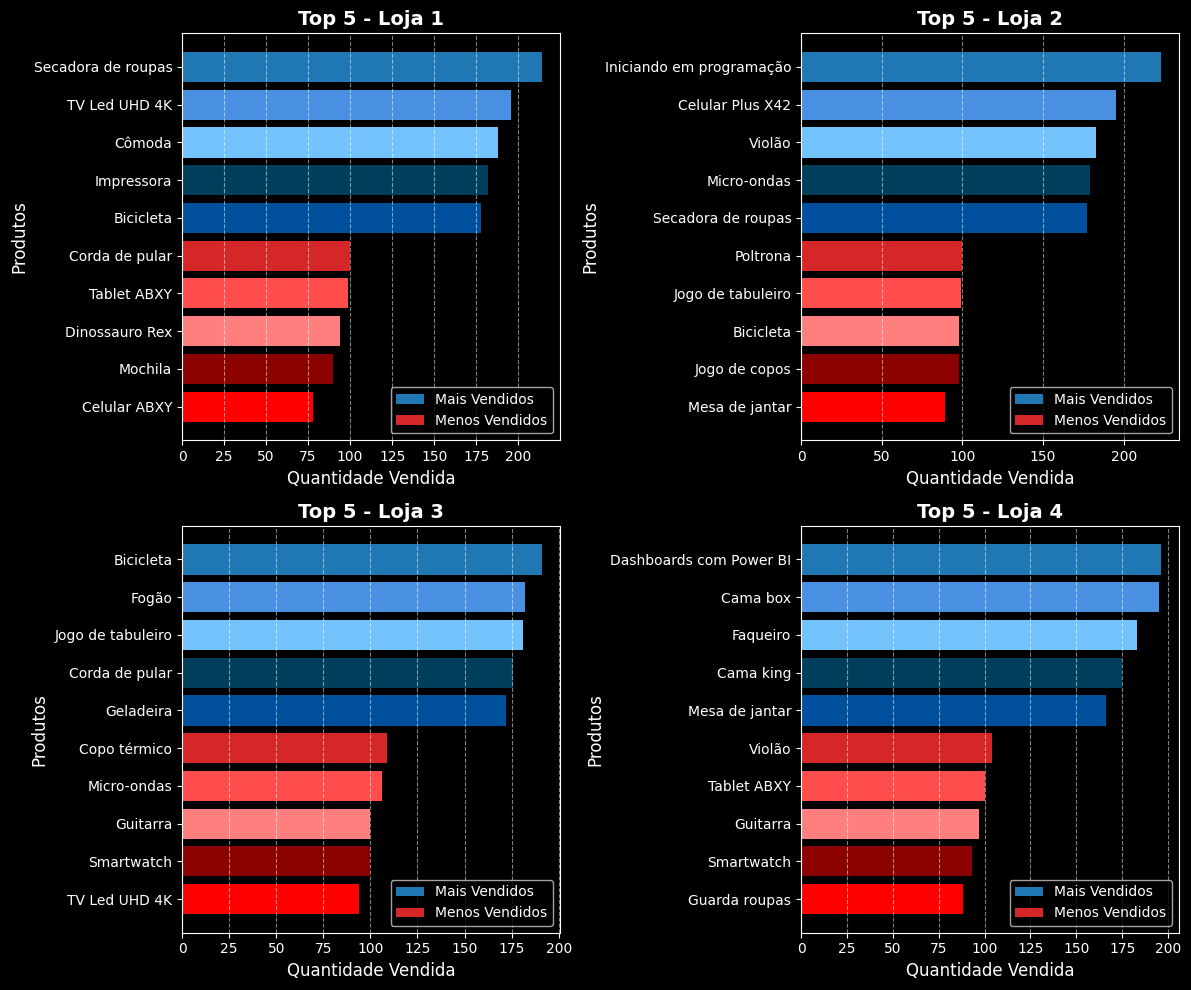 Top 5 - Loja 1
Produtos
Secadora de roupas
TV Led UHD 4K
Cômoda
Impressora
Bicicleta
Corda de pular
Tablet ABXY
Dinossauro Rex
Mochila
Celular ABXY
Mais Vendidos
Menos Vendidos
0 25 50 75 100 125 150 175 200
Quantidade Vendida
Top 5 - Loja 2
Produtos
Iniciando em programação
Celular Plus X42
Violão
Micro-ondas
Secadora de roupas
Poltrona
Jogo de tabuleiro
Bicicleta
Jogo de copos
Mesa de jantar
Mais Vendidos
Menos Vendidos
0 50 100 150 200
Quantidade Vendida
Top 5 - Loja 3
Produtos
Bicicleta
Fogão
Jogo de tabuleiro
Corda de pular
Geladeira
Copo térmico
Micro-ondas
Guitarra
Smartwatch
TV Led UHD 4K
Mais Vendidos
Menos Vendidos
0 25 50 75 100 125 150 175 200
Quantidade Vendida
Top 5 - Loja 4
Produtos
Dashboards com Power BI
Cama box
Faqueiro
Cama king
Mesa de jantar
Violão
Tablet ABXY
Guitarra
Smartwatch
Guarda roupas
Mais Vendidos
Menos Vendidos
0 25 50 75 100 125 150 175 200
Quantidade Vendida